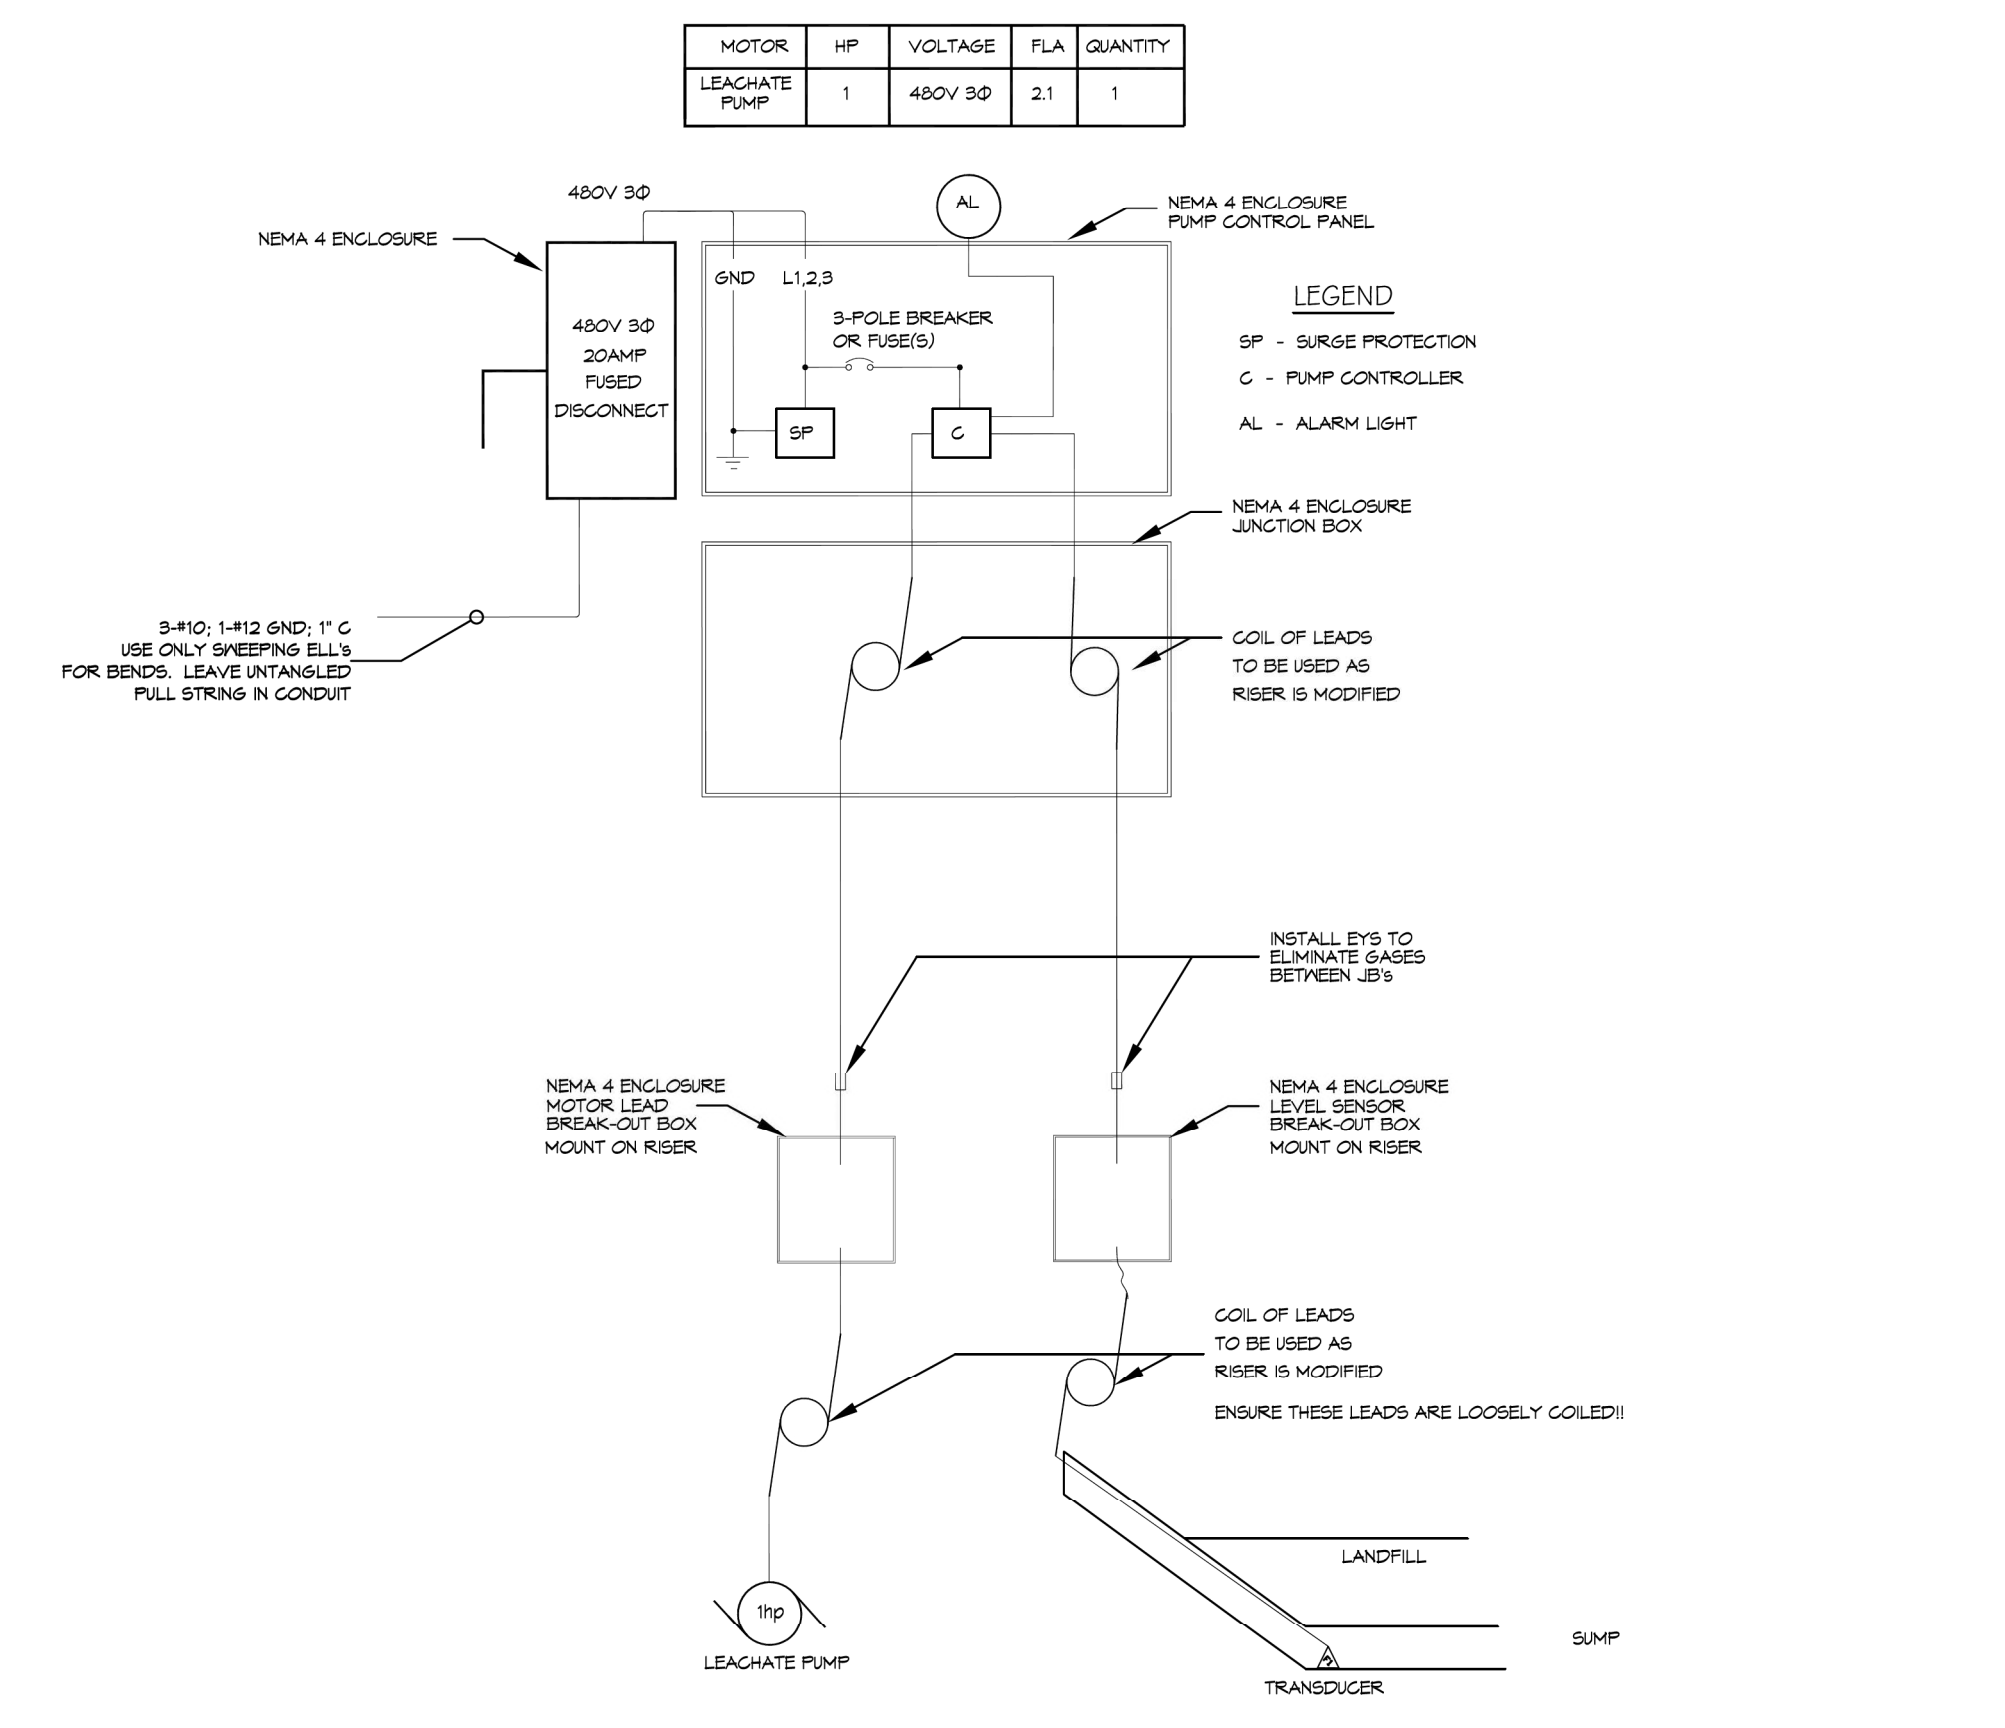 MOTOR HP VOLTAGE FLA QUANTITY
LEACHATE
PUMP
1 480V 3Φ 2.1 1
480V 3Φ
NEMA 4 ENCLOSURE
AL
NEMA 4 ENCLOSURE
PUMP CONTROL PANEL
480V 3Φ
20AMP
FUSED
DISCONNECT
GND L1,2,3
3-POLE BREAKER
OR FUSE(S)
SP
C
LEGEND
SP - SURGE PROTECTION
C - PUMP CONTROLLER
AL - ALARM LIGHT
NEMA 4 ENCLOSURE
JUNCTION BOX
3-#10; 1-#12 GND; 1" C
USE ONLY SWEEPING ELL's
FOR BENDS. LEAVE UNTANGLED
PULL STRING IN CONDUIT
COIL OF LEADS
TO BE USED AS
RISER IS MODIFIED
INSTALL EYS TO
ELIMINATE GASES
BETWEEN JB's
NEMA 4 ENCLOSURE
MOTOR LEAD
BREAK-OUT BOX
MOUNT ON RISER
NEMA 4 ENCLOSURE
LEVEL SENSOR
BREAK-OUT BOX
MOUNT ON RISER
COIL OF LEADS
TO BE USED AS
RISER IS MODIFIED
ENSURE THESE LEADS ARE LOOSELY COILED!!
1hp
LEACHATE PUMP
LANDFILL
SUMP
TRANSDUCER